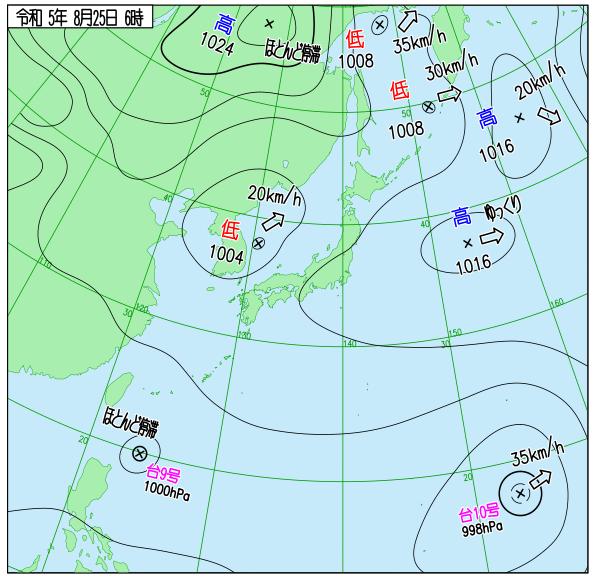 令和 5年 8月25日 6時
高
1024
ほとんど停滞
低
1008
35km/h
低
1008
30km/h
高
1016
20km/h
50
50
40
低
1004
20km/h
高
1016
ゆっくり
40
110
30
120
130
140
30
150
160
ほとんど停滞
20
台9号
1000hPa
20
台10号
998hPa
35km/h